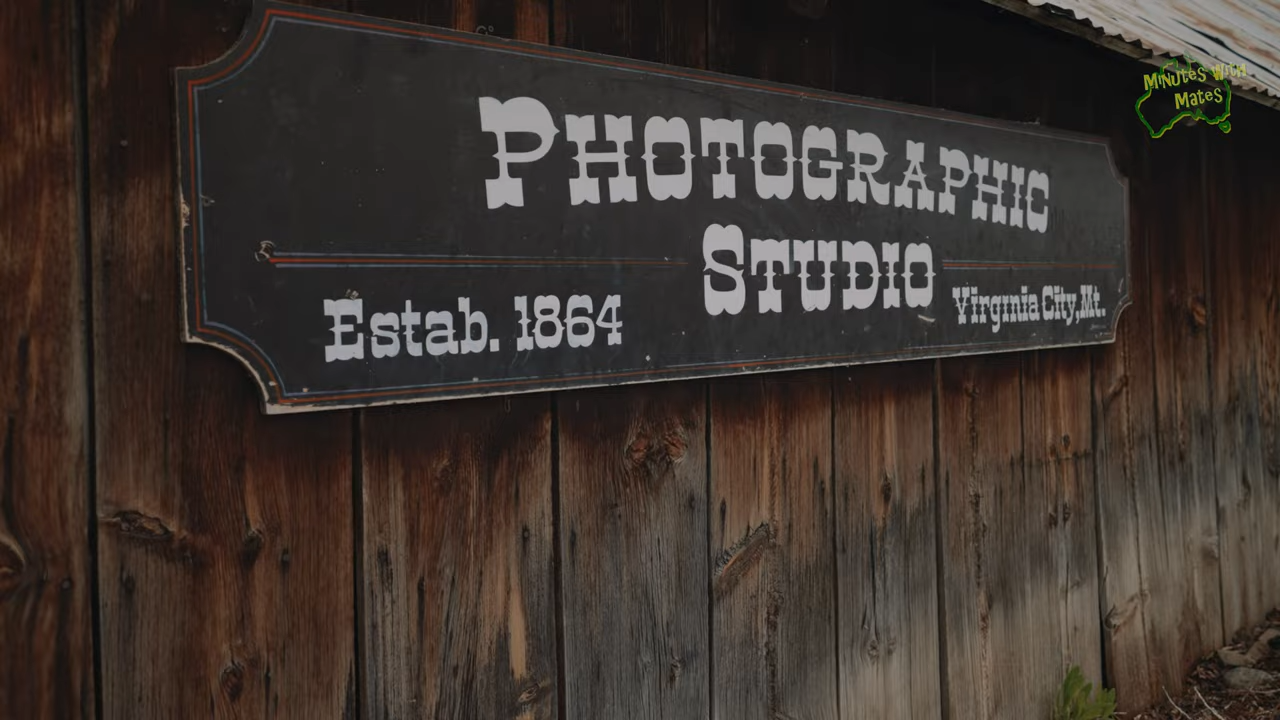 Photographic
Studio
Estab. 1864
Virginia City, Mt.
Minutes With
Mates